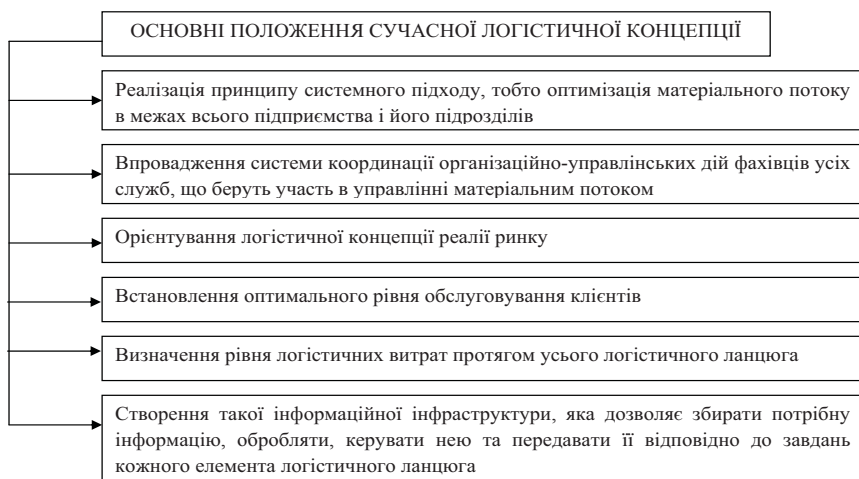 ОСНОВНІ ПОЛОЖЕННЯ СУЧАСНОЇ ЛОГІСТИЧНОЇ КОНЦЕПЦІЇ
Реалізація принципу системного підходу, тобто оптимізація матеріального потоку
в межах всього підприємства і його підрозділів
Впровадження системи координації організаційно-управлінських дій фахівців усіх
служб, що беруть участь в управлінні матеріальним потоком
Орієнтування логістичної концепції реалії ринку
Встановлення оптимального рівня обслуговування клієнтів
Визначення рівня логістичних витрат протягом усього логістичного ланцюга
Створення такої інформаційної інфраструктури, яка дозволяє збирати потрібну
інформацію, обробляти, керувати нею та передавати її відповідно до завдань
кожного елемента логістичного ланцюга